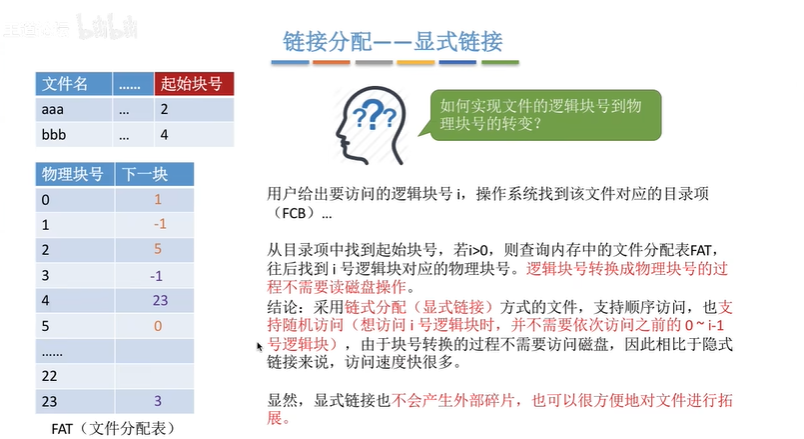 链接分配——显式链接
文件名 …… 起始块号
aaa … 2
bbb … 4
如何实现文件的逻辑块号到物
理块号的转变?
物理块号 下一块
0 1
1 -1
2 5
3 -1
4 23
5 0
……
22
23 3
FAT(文件分配表)
用户给出要访问的逻辑块号 i,操作系统找到该文件对应的目录项
(FCB)…
从目录项中找到起始块号,若i>0,则查询内存中的文件分配表FAT,
往后找到 i 号逻辑块对应的物理块号。逻辑块号转换成物理块号的过
程不需要读磁盘操作。
结论:采用链式分配(显式链接)方式的文件,支持顺序访问,也支
持随机访问(想访问 i 号逻辑块时,并不需要依次访问之前的 0 ~ i-1
号逻辑块),由于块号转换的过程不需要访问磁盘,因此相比于隐式
链接来说,访问速度快很多。
显然,显式链接也不会产生外部碎片,也可以很方便地对文件进行拓
展。